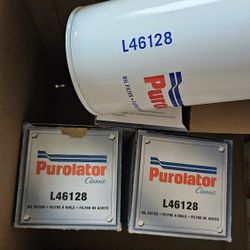 L46128
OIL FILTER • FILTRE
Purolator
Classic
Purolator
Classic
L46128
OIL FILTER • FILTRE À HUILE • FILTRO DE ACEITE
Purolator
Classic
L46128
OIL FILTER • FILTRE À HUILE • FILTRO DE ACEITE